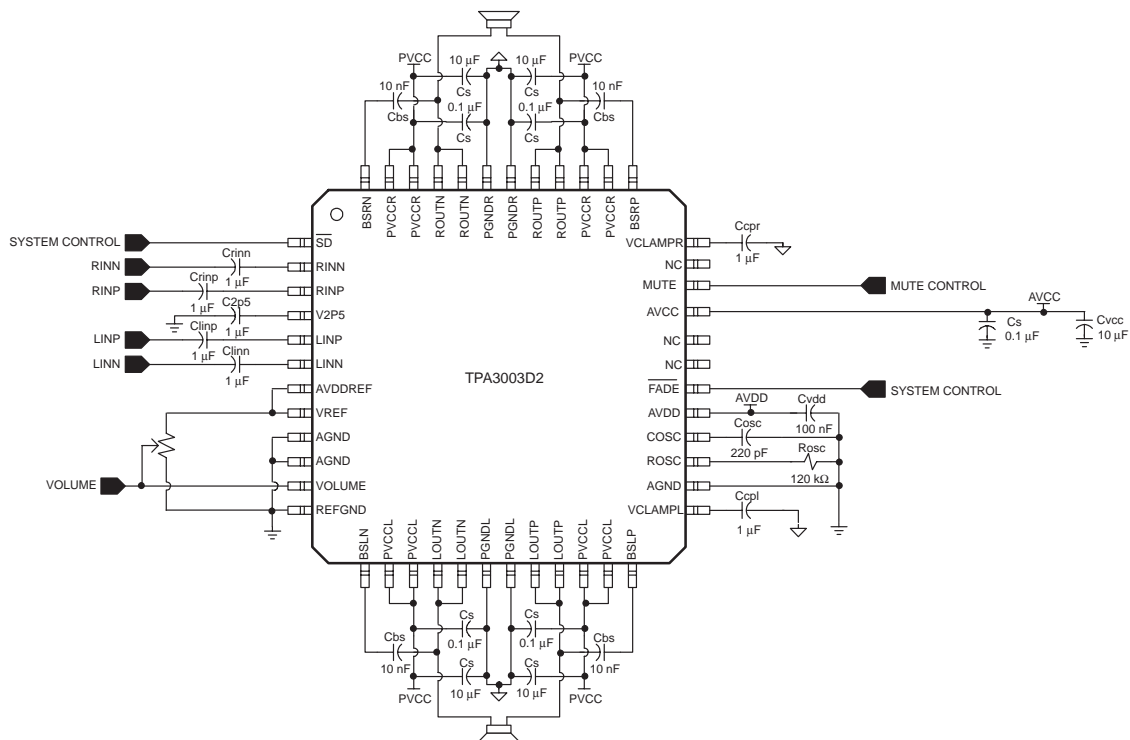 PVCC 10 µF 10 µF PVCC
10 nF Cs Cs 10 nF
Cbs 0.1 µF 0.1 µF Cbs
Cs Cs
BSRN PVCCR PVCCR ROUTN ROUTN PGNDR PGNDR ROUTP ROUTP PVCCR PVCCR BSRP
SYSTEM CONTROL SD VCLAMPR Ccpr
1 µF
RINN Crinn RINN NC
1 µF
RINP Crinp RINP MUTE MUTE CONTROL
1 µF C2p5 V2P5 AVCC AVCC
1 µF Cs Cvcc
0.1 µF 10 µF
LINP Clinp LINP NC
1 µF
LINN Clinn LINN NC
1 µF
TPA3003D2
AVDDREF FADE SYSTEM CONTROL
VREF AVDD AVDD Cvdd
100 nF
AGND COSC Cosc
220 pF
AGND ROSC Rosc
120 kΩ
VOLUME VOLUME AGND
REFGND VCLAMPL Ccpl
1 µF
BSLN PVCCL PVCCL LOUTN LOUTN PGNDL PGNDL LOUTP LOUTP PVCCL PVCCL BSLP
Cs Cs
Cbs 0.1 µF 0.1 µF Cbs
10 nF Cs Cs 10 nF
PVCC 10 µF 10 µF PVCC